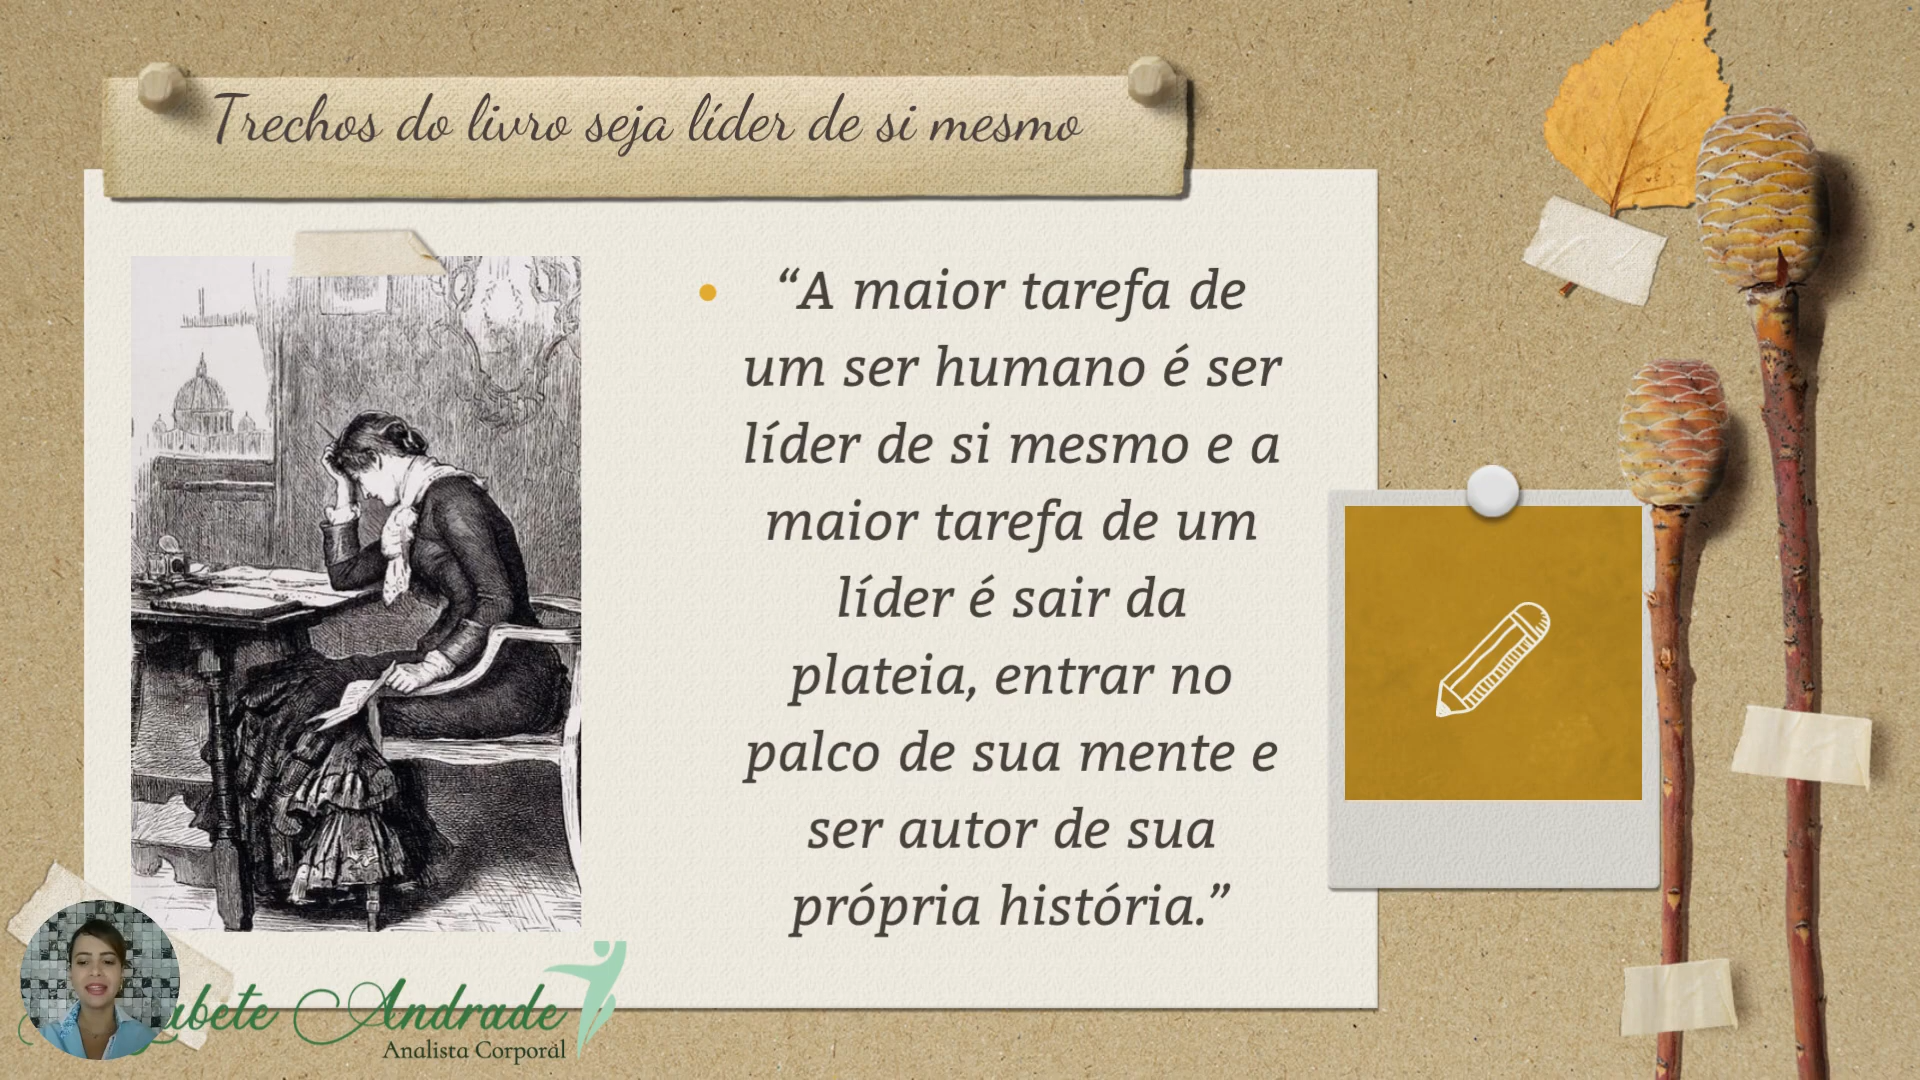 Trechos do livro seja líder de si mesmo
“A maior tarefa de
um ser humano é ser
líder de si mesmo e a
maior tarefa de um
líder é sair da
plateia, entrar no
palco de sua mente e
ser autor de sua
própria história.”
Andrade
Analista Corporál